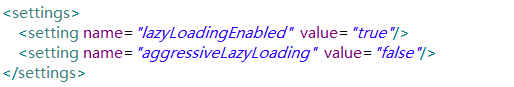 <settings>
<setting name="lazyLoadingEnabled" value="true"/>
<setting name="aggressiveLazyLoading" value="false"/>
</settings>